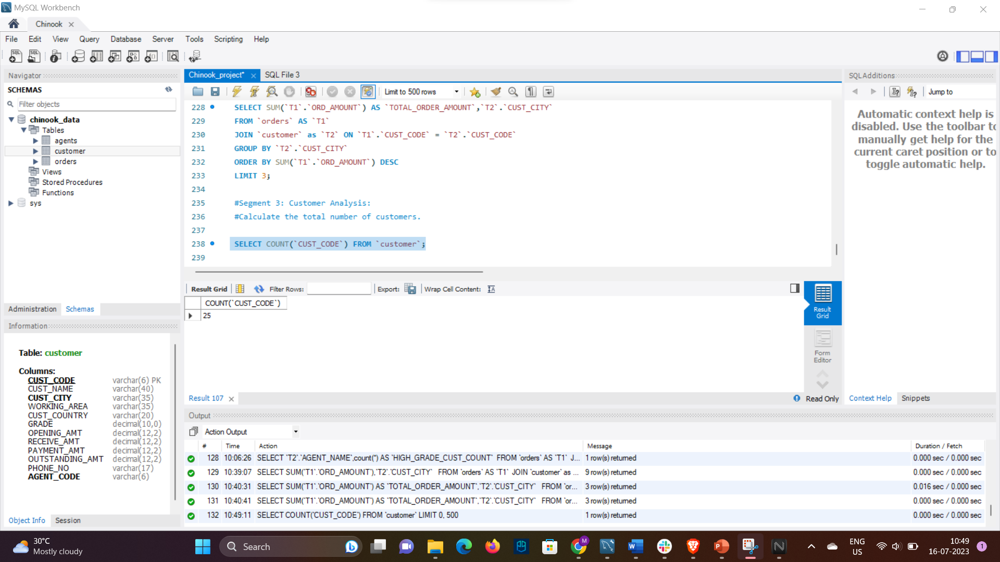 MySQL Workbench
Chinook
File Edit View Query Database Server Tools Scripting Help
Navigator
SCHEMAS
Filter objects
chinook_data
Tables
agents
customer
orders
Views
Stored Procedures
Functions
sys
Administration Schemas
Information
Table: customer
Columns:
CUST_CODE varchar(6) PK
CUST_NAME varchar(40)
CUST_CITY varchar(35)
WORKING_AREA varchar(35)
CUST_COUNTRY varchar(20)
GRADE decimal(10,0)
OPENING_AMT decimal(12,2)
RECEIVE_AMT decimal(12,2)
PAYMENT_AMT decimal(12,2)
OUTSTANDING_AMT decimal(12,2)
PHONE_NO varchar(17)
AGENT_CODE varchar(6)
Object Info Session
Chinook_project* SQL File 3
Limit to 500 rows
228 SELECT SUM(`T1`.`ORD_AMOUNT`) AS `TOTAL_ORDER_AMOUNT`,`T2`.`CUST_CITY`
229 FROM `orders` AS `T1`
230 JOIN `customer` as `T2` ON `T1`.`CUST_CODE` = `T2`.`CUST_CODE`
231 GROUP BY `T2`.`CUST_CITY`
232 ORDER BY SUM(`T1`.`ORD_AMOUNT`) DESC
233 LIMIT 3;
234
235 #Segment 3: Customer Analysis:
236 #Calculate the total number of customers.
237
238 SELECT COUNT(`CUST_CODE`) FROM `customer`;
239
Result Grid Filter Rows: Export: Wrap Cell Content:
COUNT(`CUST_CODE`)
25
Result Grid
Form Editor
Result 107
Read Only
SQLAdditions
Jump to
Automatic context help is
disabled. Use the toolbar to
manually get help for the
current caret position or to
toggle automatic help.
Context Help Snippets
Output
Action Output
# Time Action Message Duration / Fetch
128 10:06:26 SELECT `T2`.`AGENT_NAME`,count(*) AS `HIGH_GRADE_CUST_COUNT` FROM `orders` AS `T1` J... 1 row(s) returned 0.000 sec / 0.000 sec
129 10:39:07 SELECT SUM(`T1`.`ORD_AMOUNT`),`T2`.`CUST_CITY` FROM `orders` AS `T1` JOIN `customer` as ... 9 row(s) returned 0.000 sec / 0.000 sec
130 10:40:31 SELECT SUM(`T1`.`ORD_AMOUNT`) AS `TOTAL_ORDER_AMOUNT`,`T2`.`CUST_CITY` FROM `or... 3 row(s) returned 0.016 sec / 0.000 sec
131 10:40:41 SELECT SUM(`T1`.`ORD_AMOUNT`) AS `TOTAL_ORDER_AMOUNT`,`T2`.`CUST_CITY` FROM `or... 3 row(s) returned 0.000 sec / 0.000 sec
132 10:49:11 SELECT COUNT(`CUST_CODE`) FROM `customer` LIMIT 0, 500 1 row(s) returned 0.000 sec / 0.000 sec
30°C
Mostly cloudy
Search
ENG
US
10:49
16-07-2023
1